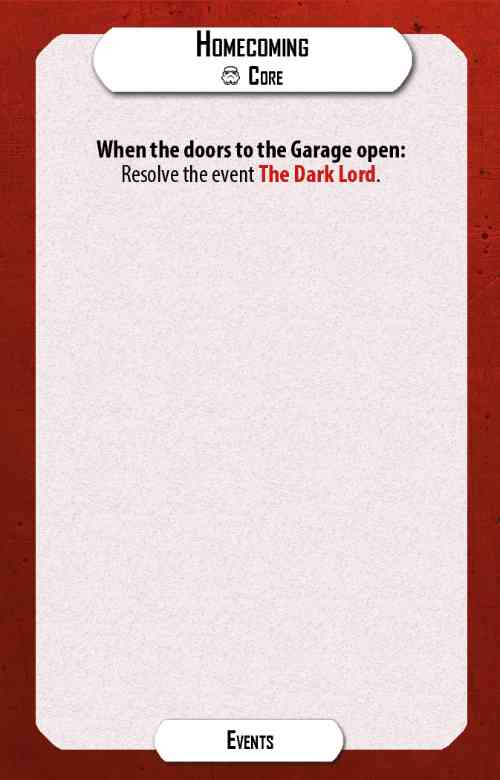 Homecoming
Core
When the doors to the Garage open:
Resolve the event The Dark Lord.
Events